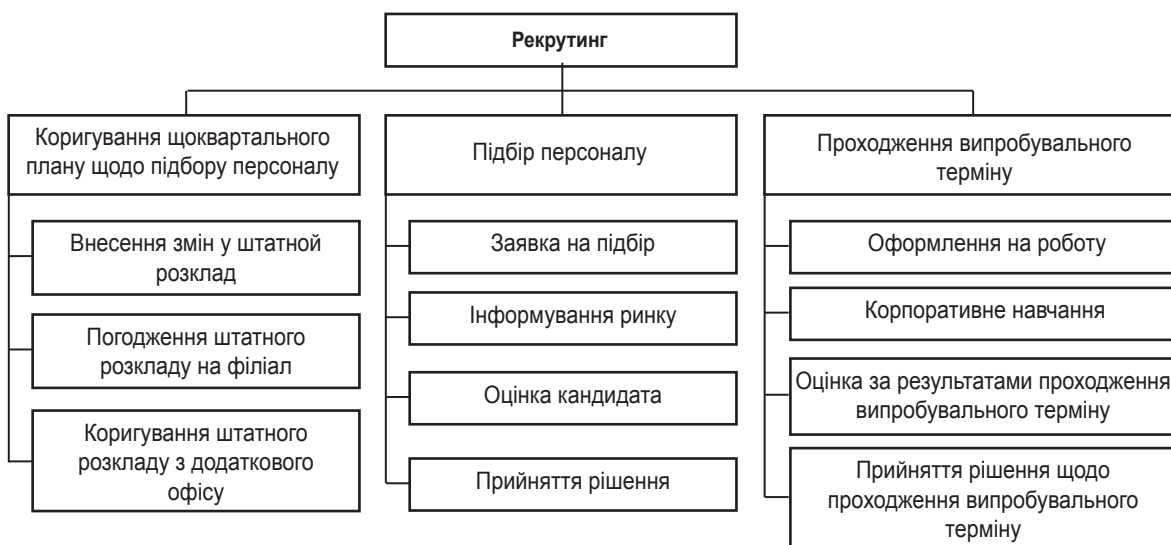 Рекрутинг
Коригування щоквартального
плану щодо підбору персоналу
Внесення змін у штатной
розклад
Погодження штатного
розкладу на філіал
Коригування штатного
розкладу з додаткового
офісу
Підбір персоналу
Заявка на підбір
Інформування ринку
Оцінка кандидата
Прийняття рішення
Проходження випробувального
терміну
Оформлення на роботу
Корпоративне навчання
Оцінка за результатами проходження
випробувального терміну
Прийняття рішення щодо
проходження випробувального
терміну